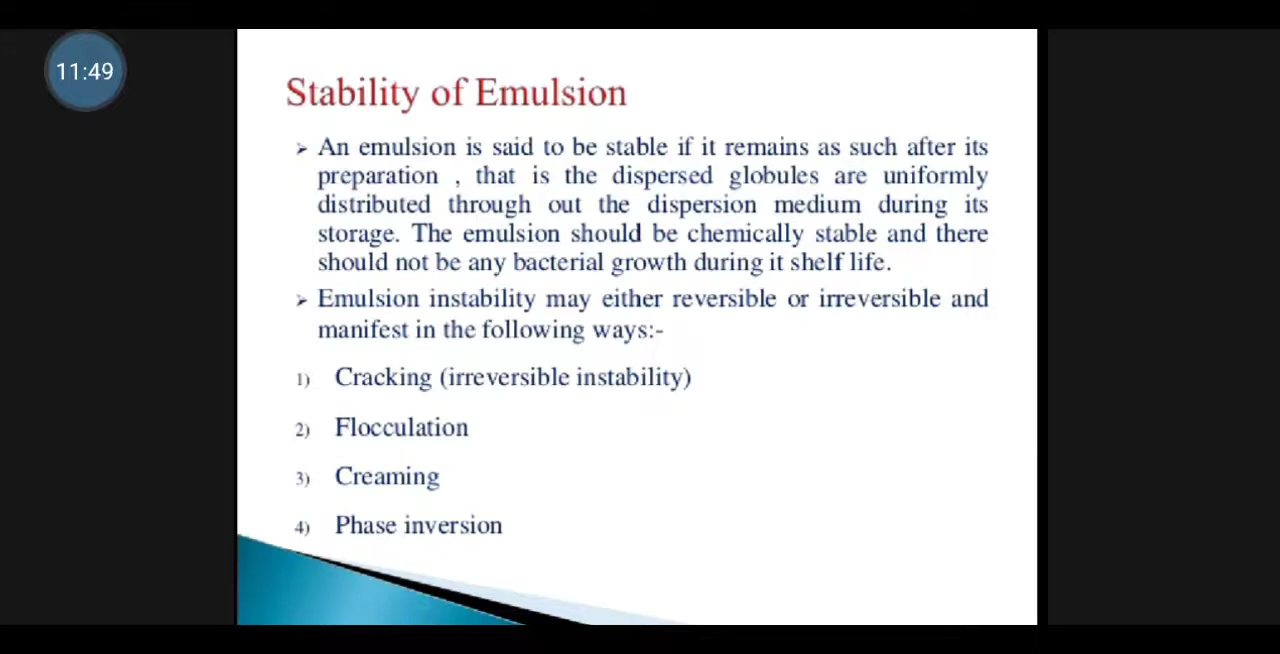 11:49
Stability of Emulsion
➢ An emulsion is said to be stable if it remains as such after its
preparation , that is the dispersed globules are uniformly
distributed through out the dispersion medium during its
storage. The emulsion should be chemically stable and there
should not be any bacterial growth during it shelf life.
➢ Emulsion instability may either reversible or irreversible and
manifest in the following ways:-
1) Cracking (irreversible instability)
2) Flocculation
3) Creaming
4) Phase inversion